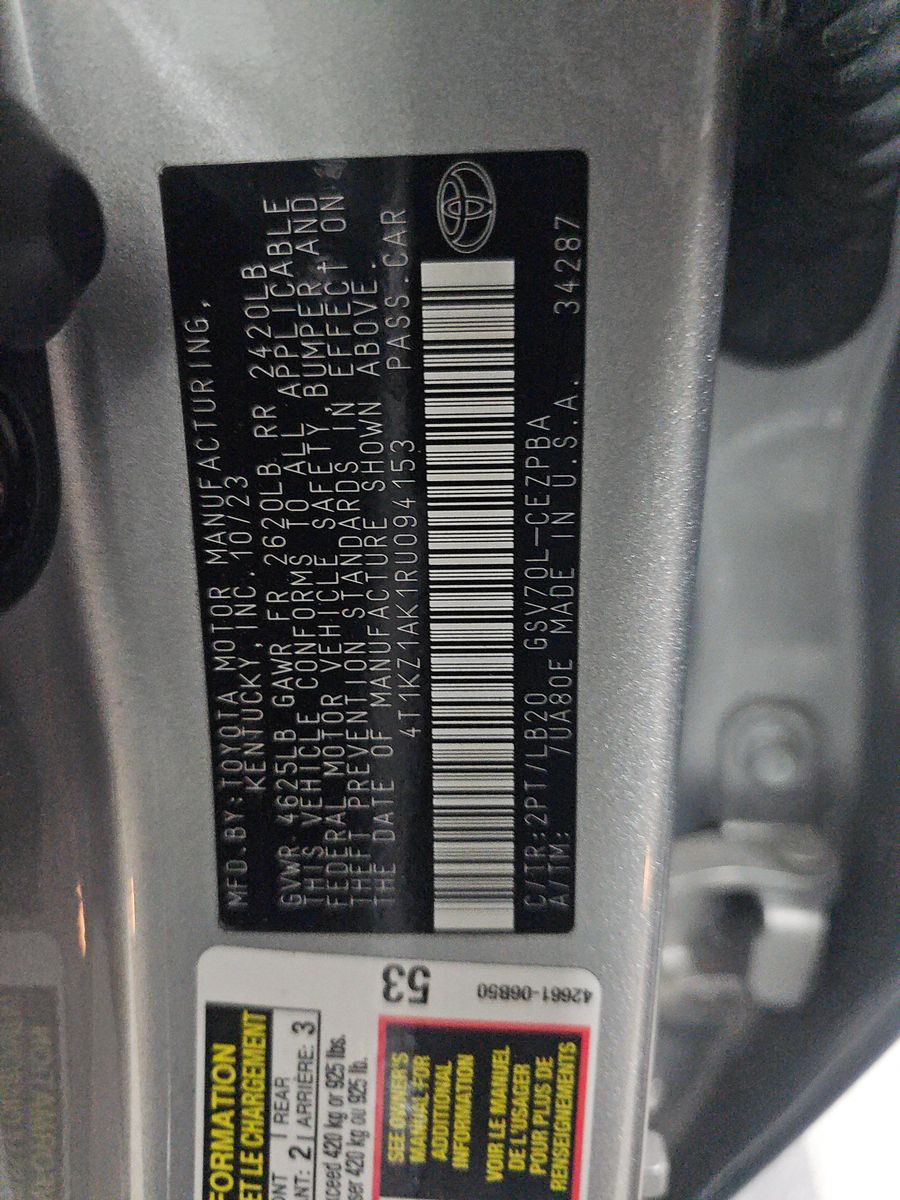 MFD.BY:TOYOTA MOTOR MANUFACTURING,
KENTUCKY, INC. 10/23
GVWR 4625LB GAWR FR 2620LB RR 2420LB
THIS VEHICLE CONFORMS TO ALL APPLICABLE
FEDERAL MOTOR VEHICLE SAFETY, BUMPER, AND
THEFT PREVENTION STANDARDS IN EFFECT ON
THE DATE OF MANUFACTURE SHOWN ABOVE.
4T1KZ1AK1RU094153 PASS.CAR
C/TR:2PT/LB20 GSV70L-CEZPBA
A/TM: 7UA80E MADE IN U.S.A. 34287
53
42661-06B50
FORMATION
ET LE CHARGEMENT
REAR
ANT: 2 ARRIÈRE: 3
xceed 420 kg or 925 lbs.
ser 420 kg ou 925 lb.
SEE OWNER'S
MANUAL FOR
ADDITIONAL
INFORMATION
VOIR LE MANUEL
DE L'USAGER
POUR PLUS DE
RENSEIGNEMENTS